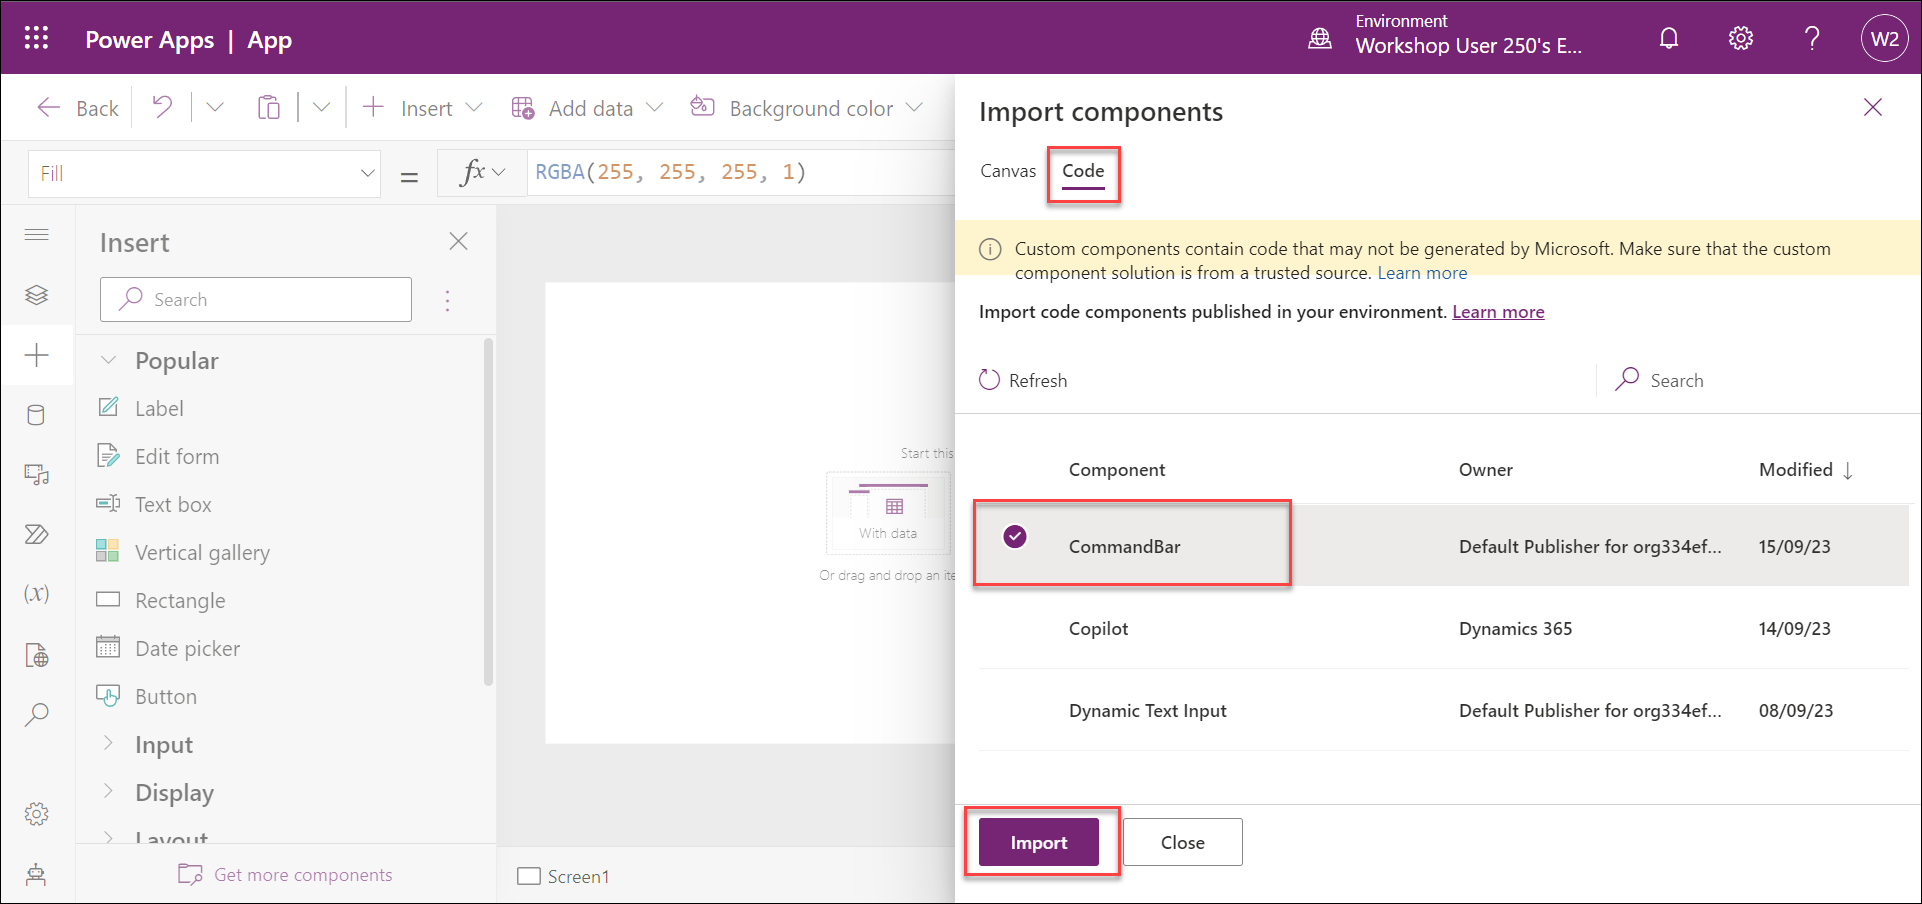 Power Apps | App
Environment
Workshop User 250's E...
?
W2
Back
Insert
Add data
Background color
Fill
=
fx
RGBA(255, 255, 255, 1)
Insert
Search
Popular
Label
Edit form
Text box
Vertical gallery
Rectangle
Date picker
Button
Input
Display
Layout
Get more components
(x)
Start this
With data
Or drag and drop an ite
Screen1
Import components
Canvas
Code
Custom components contain code that may not be generated by Microsoft. Make sure that the custom
component solution is from a trusted source. Learn more
Import code components published in your environment. Learn more
Refresh
Search
Component Owner Modified ↓
CommandBar Default Publisher for org334ef... 15/09/23
Copilot Dynamics 365 14/09/23
Dynamic Text Input Default Publisher for org334ef... 08/09/23
Import
Close